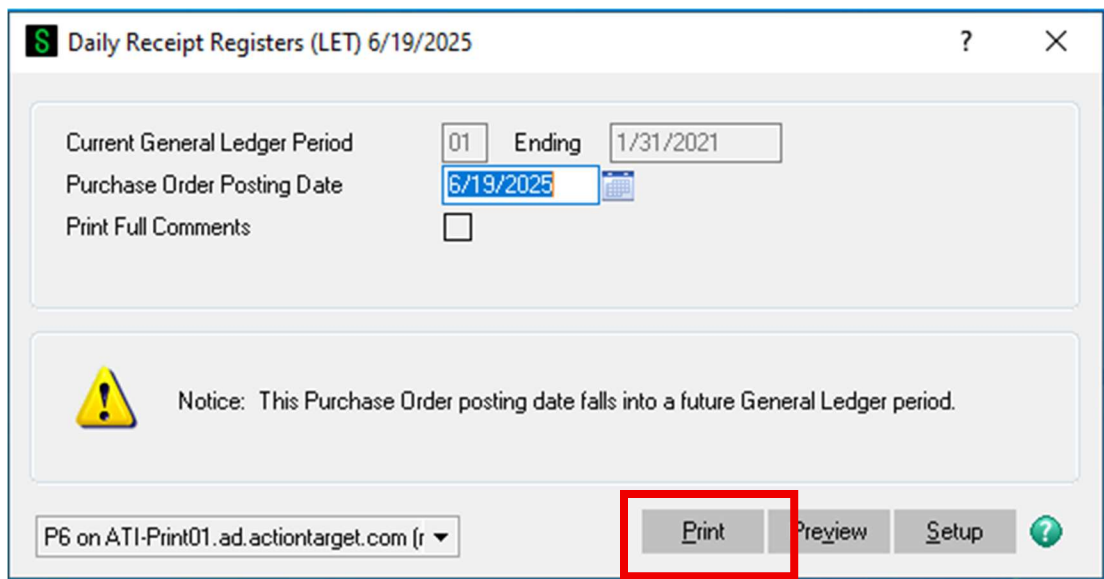 S Daily Receipt Registers (LET) 6/19/2025 ?
Current General Ledger Period 01 Ending 1/31/2021
Purchase Order Posting Date 6/19/2025
Print Full Comments
! Notice: This Purchase Order posting date falls into a future General Ledger period.
P6 on ATI-Print01.ad.actiontarget.com (r Print Preview Setup ?